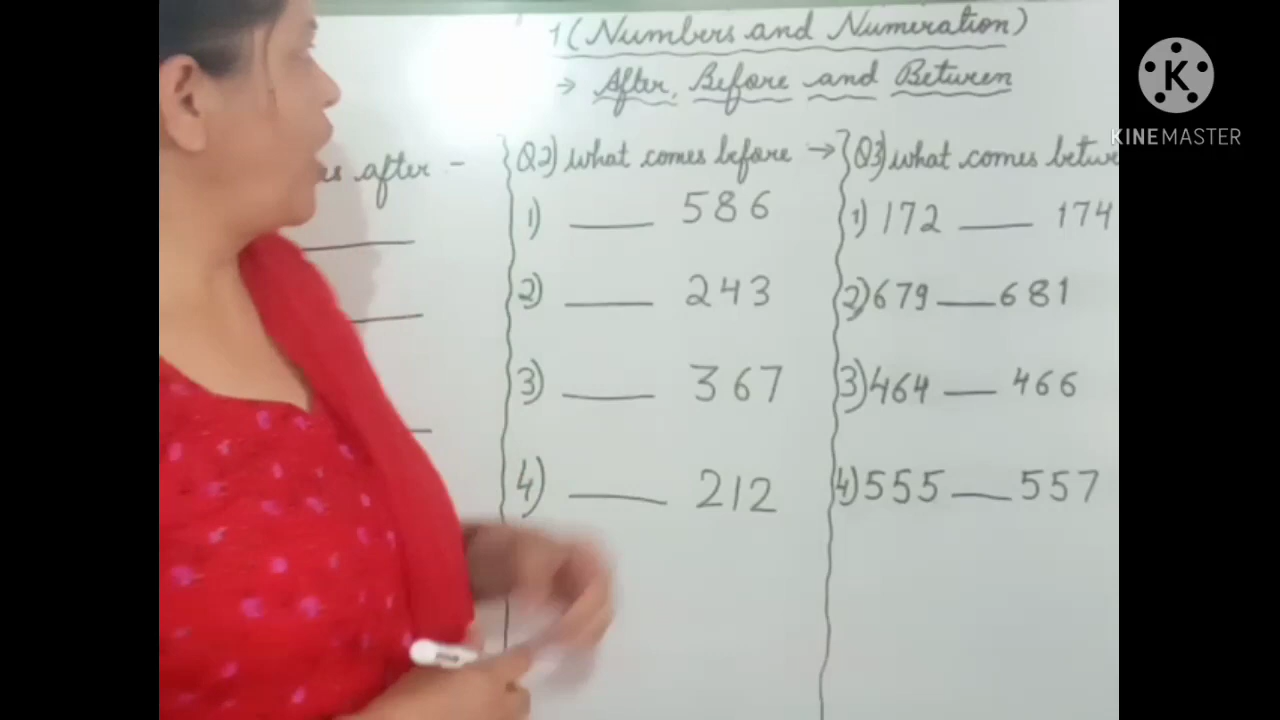 1 (Numbers and Numeration)
→ After, Before and Between
after -
Q2) what comes before →
1) ____ 586
2) ____ 243
3) ____ 367
4) ____ 212
Q3) what comes betwe
1) 172 ____ 174
2) 679 ____ 681
3) 464 ____ 466
4) 555 ____ 557
K
KINEMASTER